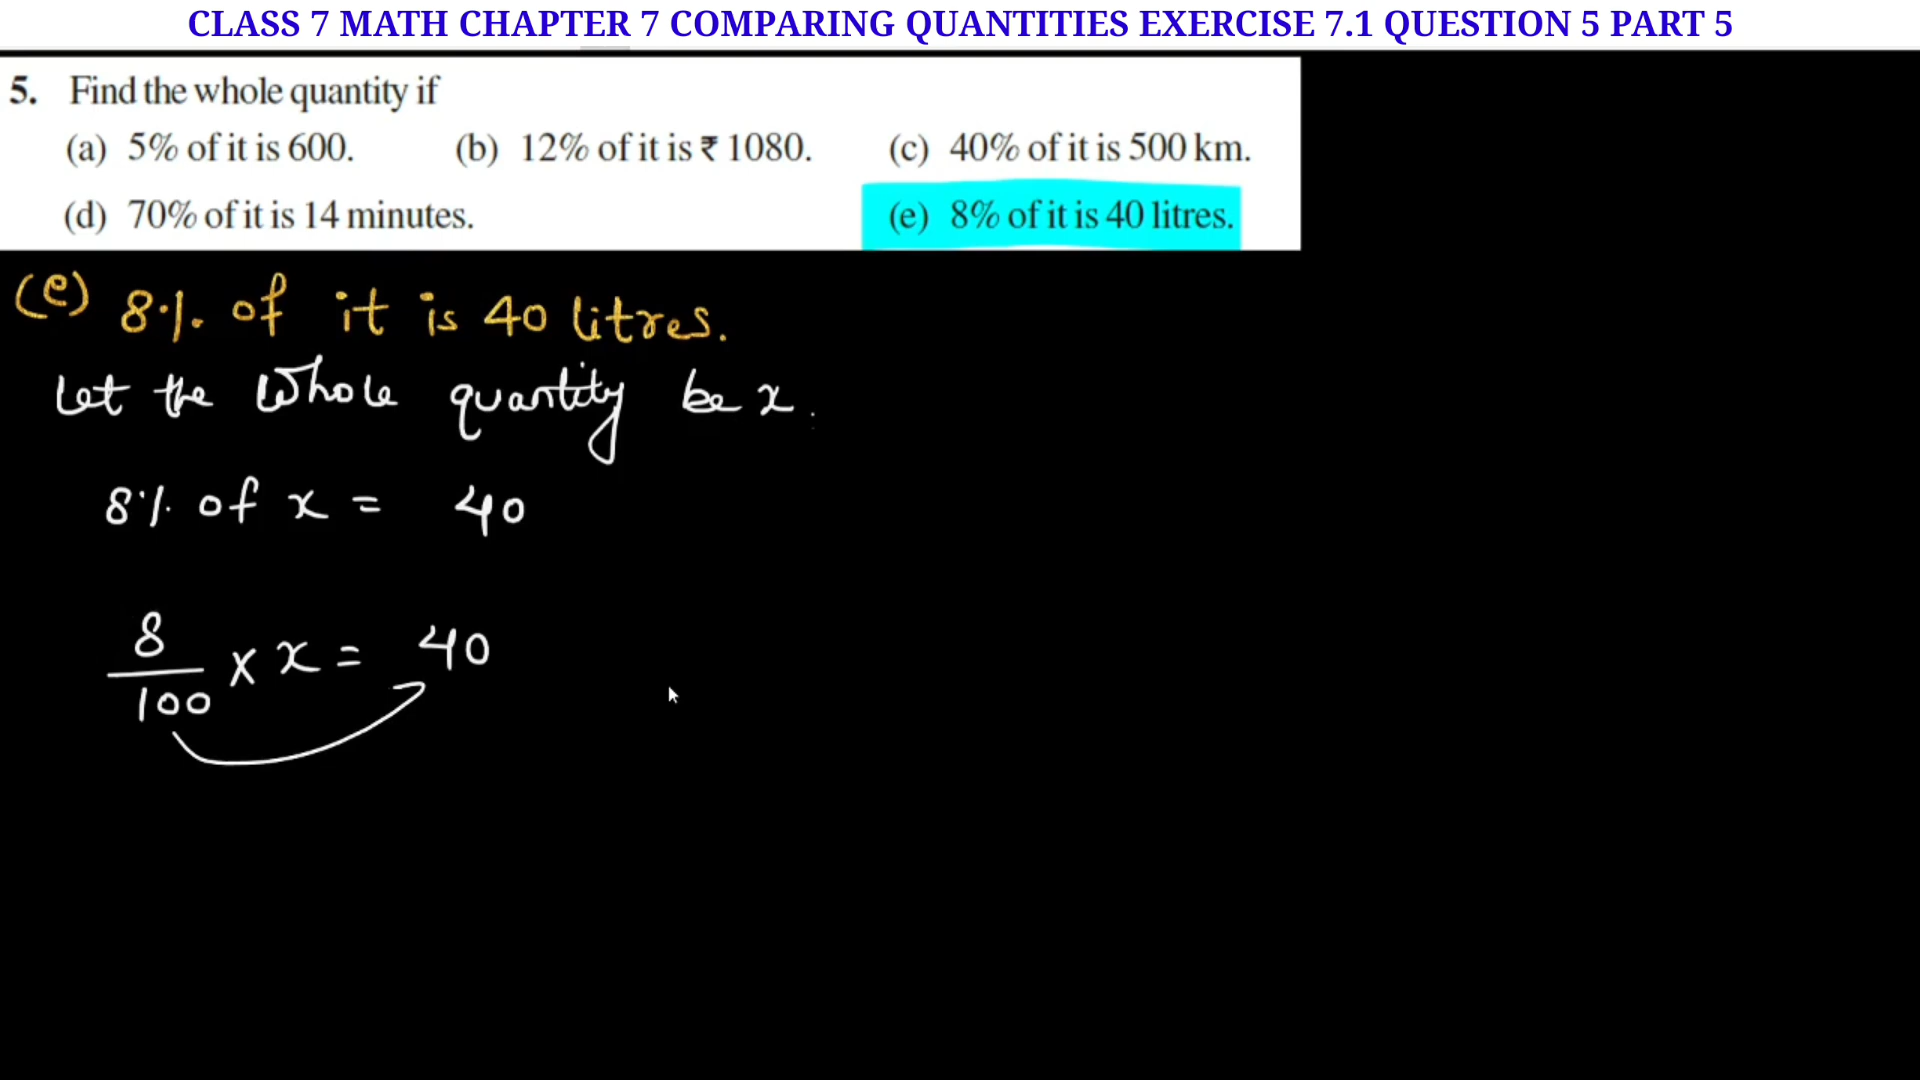 CLASS 7 MATH CHAPTER 7 COMPARING QUANTITIES EXERCISE 7.1 QUESTION 5 PART 5
5. Find the whole quantity if
(a) 5% of it is 600. (b) 12% of it is ₹ 1080. (c) 40% of it is 500 km.
(d) 70% of it is 14 minutes. (e) 8% of it is 40 litres.
(e) 8% of it is 40 litres.
Let the Whole quantity be x.
8% of x = 40
8/100 × x = 40